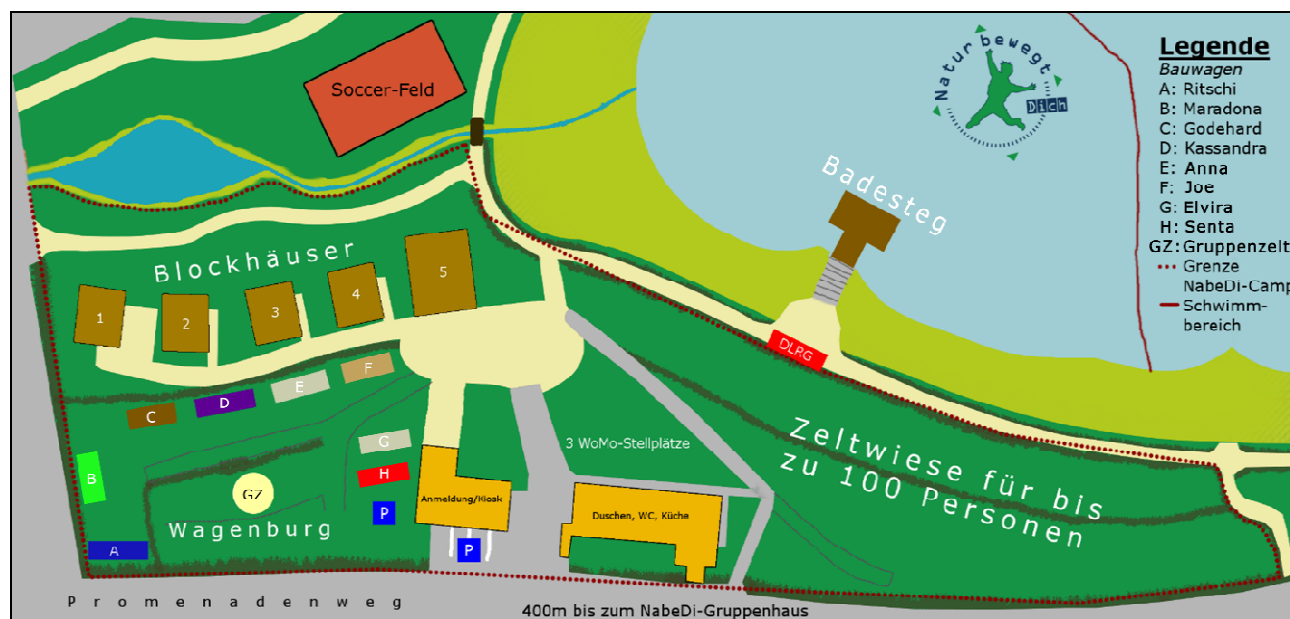 Soccer-Feld
Natur bewegt
Dich
Legende
Bauwagen
A: Ritschi
B: Maradona
C: Godehard
D: Kassandra
E: Anna
F: Joe
G: Elvira
H: Senta
GZ: Gruppenzelt
Grenze
NabeDi-Camp
Schwimm-
bereich
Badesteg
Blockhäuser
1
2
3
4
5
DLRG
C
D
E
F
G
H
B
A
GZ
P
P
Wagenburg
Anmeldung/Kiosk
3 WoMo-Stellplätze
Duschen, WC, Küche
Zeltwiese für bis
zu 100 Personen
Promenadenweg
400m bis zum NabeDi-Gruppenhaus